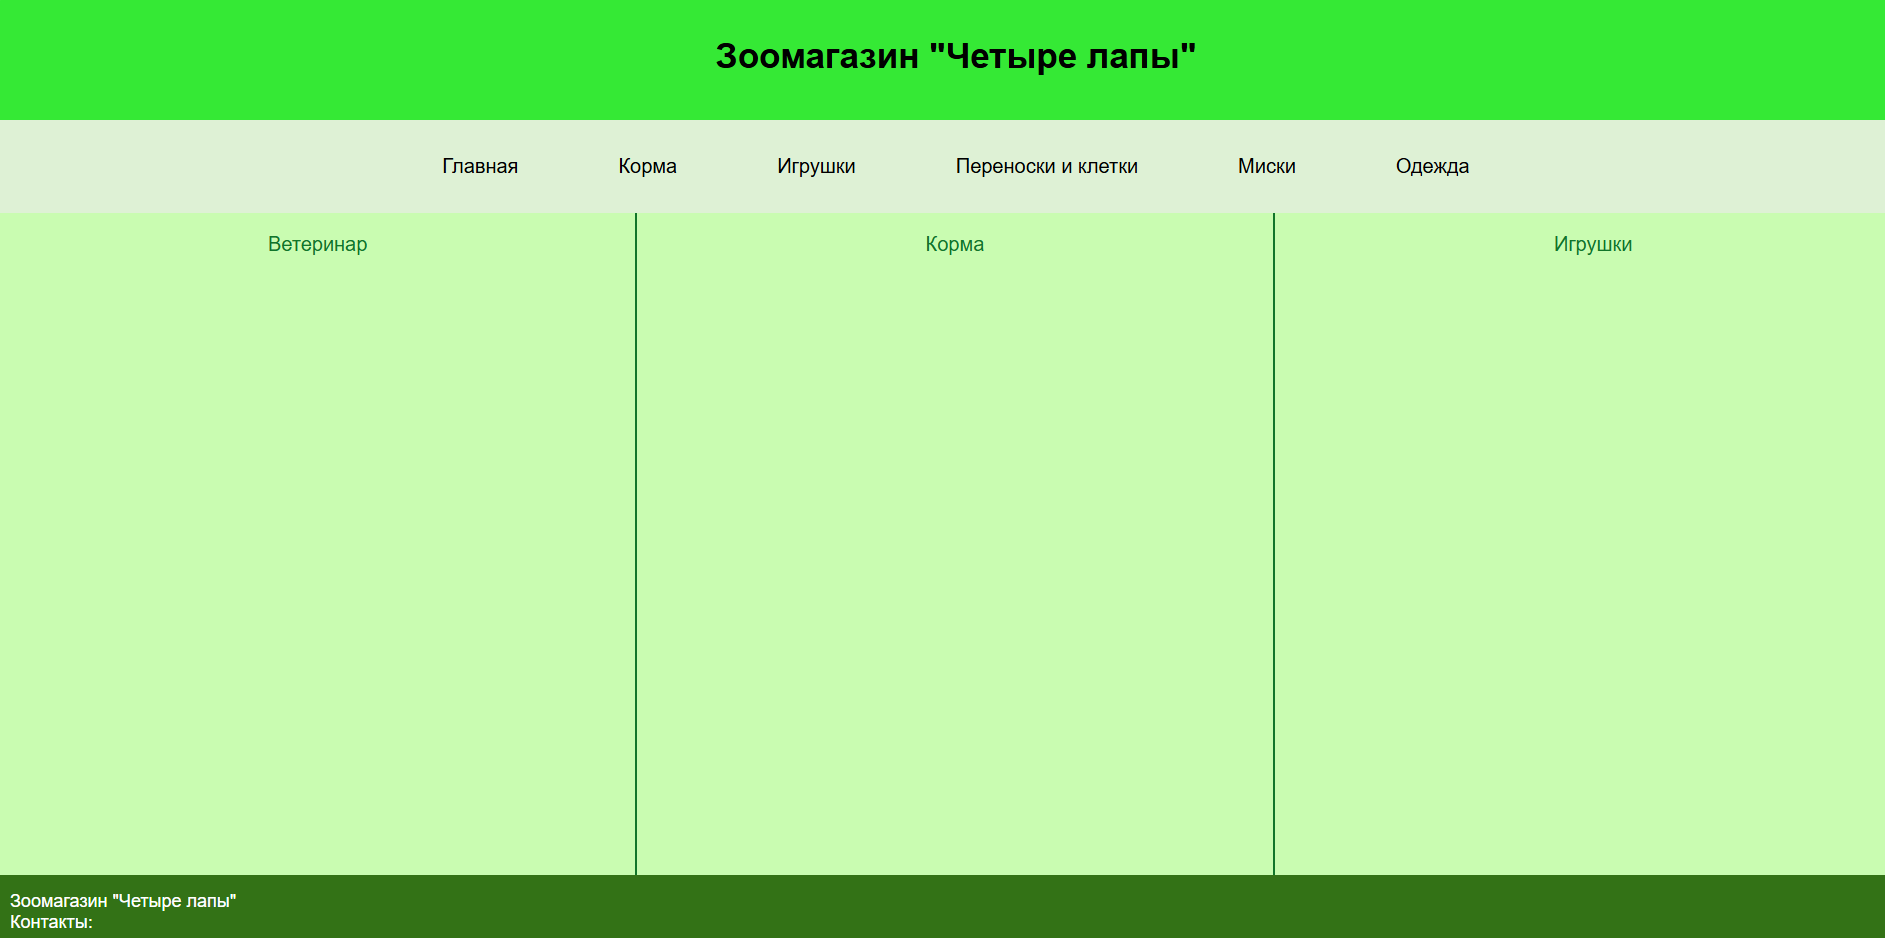 Зоомагазин "Четыре лапы"
Главная Корма Игрушки Переноски и клетки Миски Одежда
Ветеринар Корма Игрушки
Зоомагазин "Четыре лапы"
Контакты: